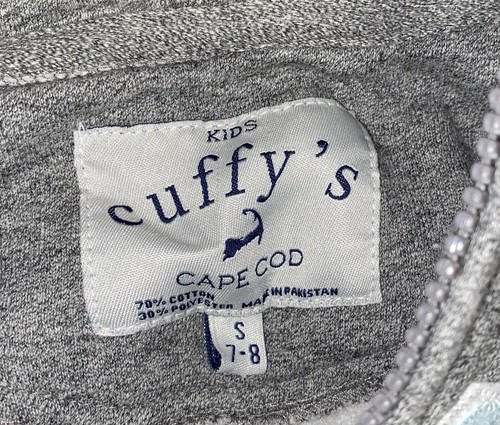 KIDS
cuffy's
CAPE COD
70% COTTON
30% POLYESTER MADE IN PAKISTAN
S
7-8